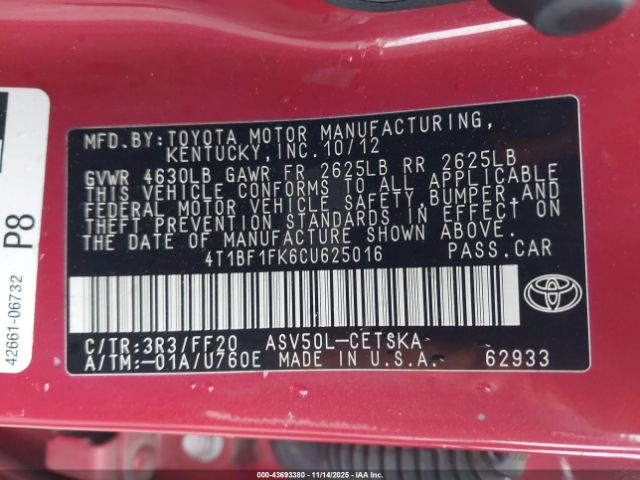 MFD.BY:TOYOTA MOTOR MANUFACTURING,
KENTUCKY, INC. 10/12
GVWR 4630LB GAWR FR 2625LB RR 2625LB
THIS VEHICLE CONFORMS TO ALL APPLICABLE
FEDERAL MOTOR VEHICLE SAFETY, BUMPER, AND
THEFT PREVENTION STANDARDS IN EFFECT ON
THE DATE OF MANUFACTURE SHOWN ABOVE.
4T1BF1FK6CU625016 PASS.CAR
C/TR:3R3/FF20 ASV50L-CETSKA
A/TM:-01A/U760E MADE IN U.S.A. 62933
42661-06732
P8
00-43693380 - 11/14/2025 - IAA Inc.